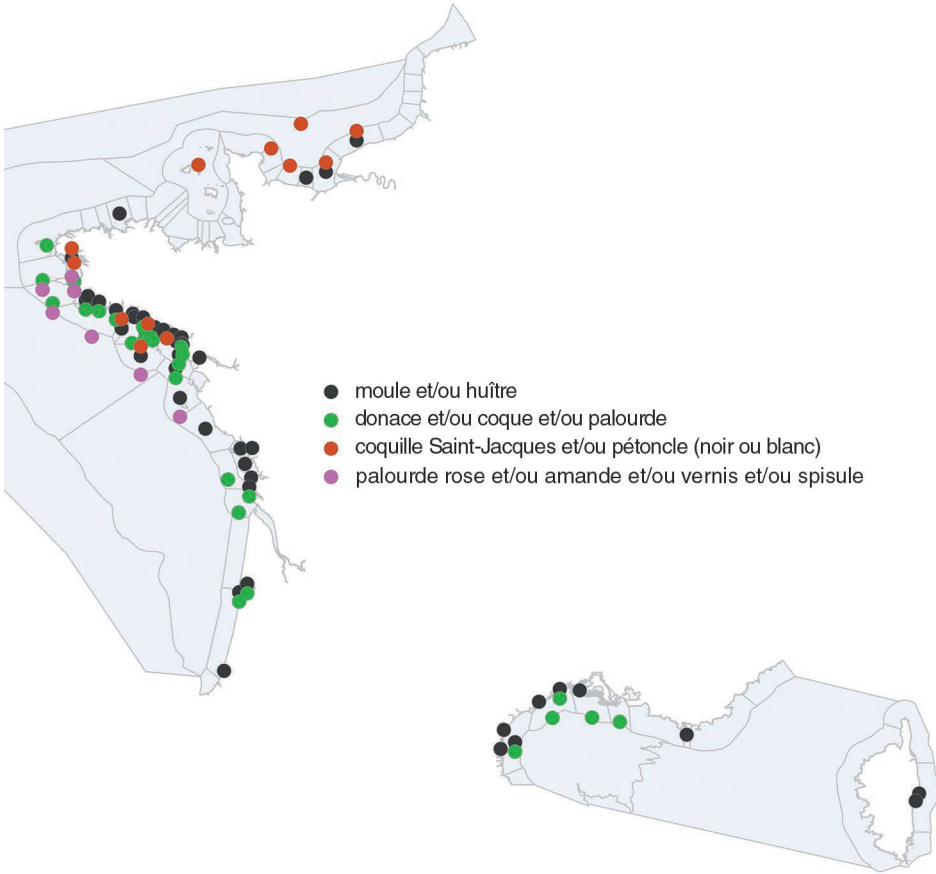 moule et/ou huître
donace et/ou coque et/ou palourde
coquille Saint-Jacques et/ou pétoncle (noir ou blanc)
palourde rose et/ou amande et/ou vernis et/ou spisule